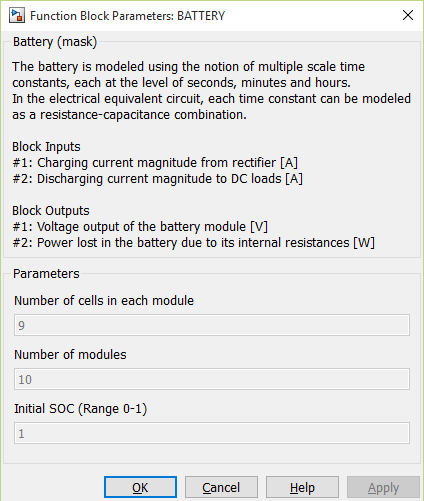 Function Block Parameters: BATTERY
Battery (mask)
The battery is modeled using the notion of multiple scale time
constants, each at the level of seconds, minutes and hours.
In the electrical equivalent circuit, each time constant can be modeled
as a resistance-capacitance combination.
Block Inputs
#1: Charging current magnitude from rectifier [A]
#2: Discharging current magnitude to DC loads [A]
Block Outputs
#1: Voltage output of the battery module [V]
#2: Power lost in the battery due to its internal resistances [W]
Parameters
Number of cells in each module
9
Number of modules
10
Initial SOC (Range 0-1)
1
OK Cancel Help Apply